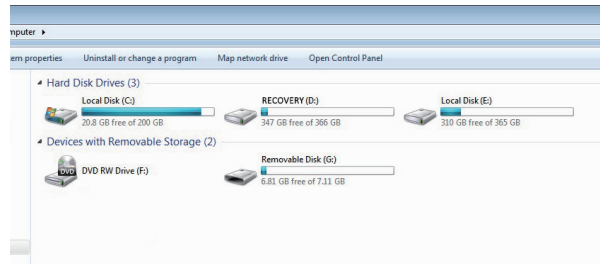 mputer ▸
em properties Uninstall or change a program Map network drive Open Control Panel
Hard Disk Drives (3)
Local Disk (C:) RECOVERY (D:) Local Disk (E:)
20.8 GB free of 200 GB 347 GB free of 366 GB 310 GB free of 365 GB
Devices with Removable Storage (2)
DVD DVD RW Drive (F:) Removable Disk (G:)
6.81 GB free of 7.11 GB